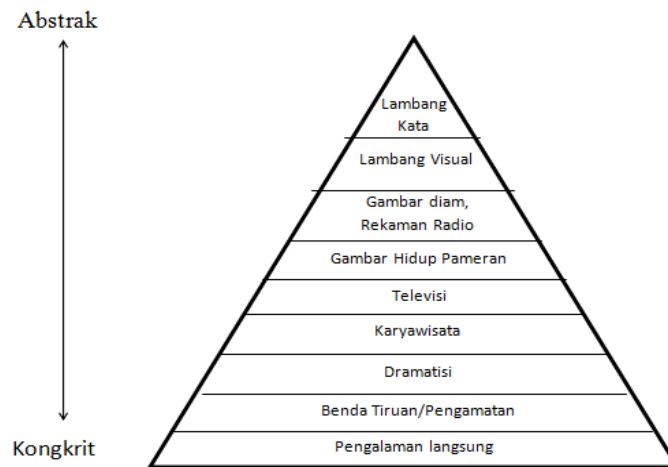 Abstrak
Lambang
Kata
Lambang Visual
Gambar diam,
Rekaman Radio
Gambar Hidup Pameran
Televisi
Karyawisata
Dramatisi
Benda Tiruan/Pengamatan
Kongkrit
Pengalaman langsung